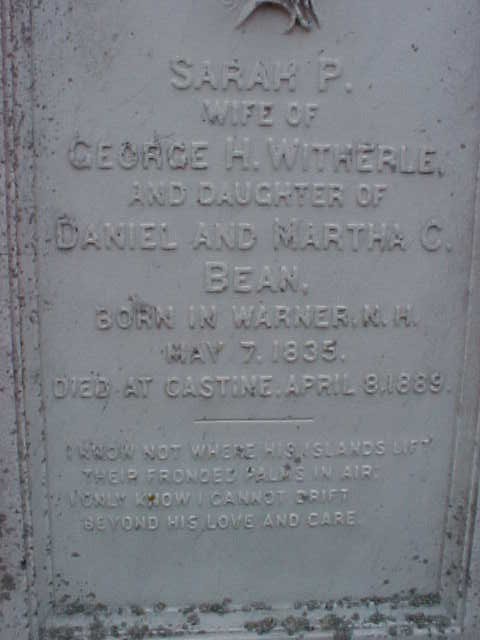 SARAH P.
WIFE OF
GEORGE H. WITHERLE,
AND DAUGHTER OF
DANIEL AND MARTHA C.
BEAN,
BORN IN WARNER, N. H.
MAY 7, 1835.
DIED AT CASTINE, APRIL 8, 1889.
I KNOW NOT WHERE HIS ISLANDS LIFT
THEIR FRONDED PALMS IN AIR;
I ONLY KNOW I CANNOT DRIFT
BEYOND HIS LOVE AND CARE.